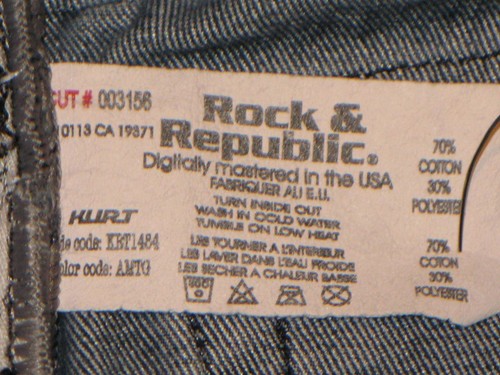 CUT # 003156
0113 CA 19371
Rock &
Republic®
Digitally mastered in the USA
FABRIQUER AU E.U.
TURN INSIDE OUT
WASH IN COLD WATER
TUMBLE ON LOW HEAT
LES TOURNER A L'INTERIEUR
LES LAVER DANS L'EAU FROIDE
LES SECHER A CHALEUR BASSE
KURT
de code: KBT1484
olor code: AMTG
70%
COTTON
30%
POLYESTER
70%
COTON
30%
POLYESTER